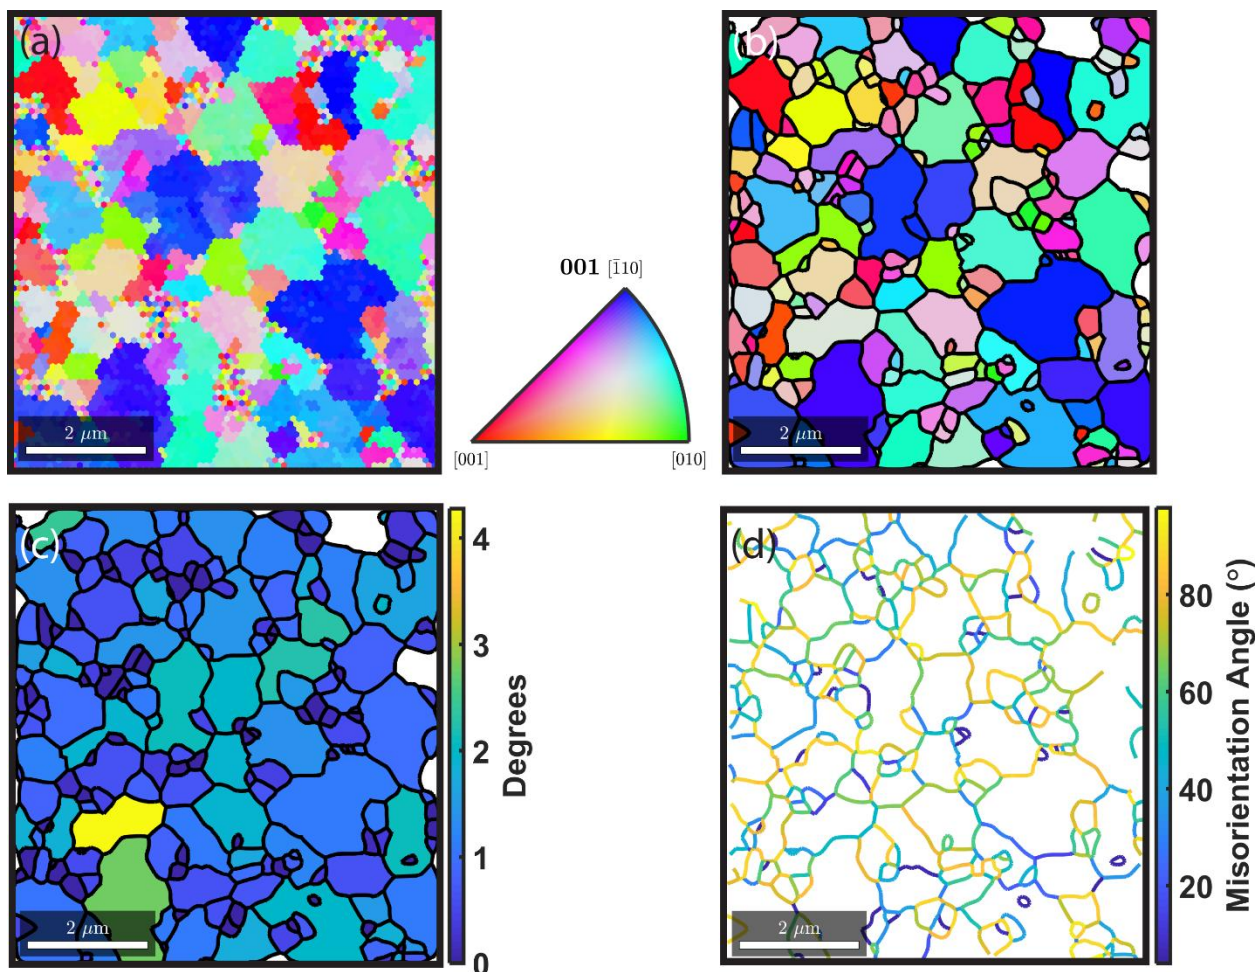 (a)
2 μm
001 [1̅10]
[001]
[010]
(b)
2 μm
(c)
2 μm
4
3
2
1
0
Degrees
(d)
2 μm
80
60
40
20
Misorientation Angle (°)